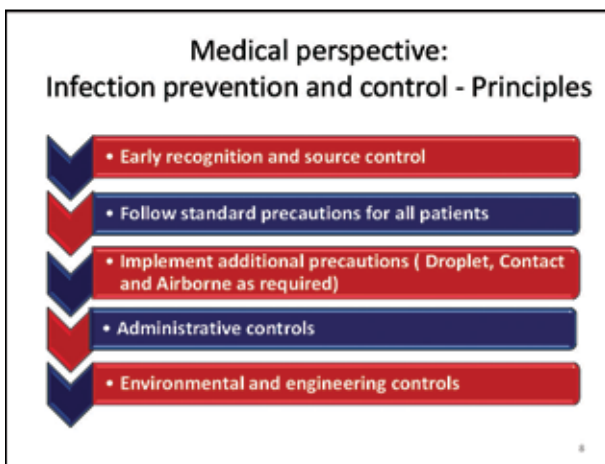 Medical perspective:
Infection prevention and control - Principles
• Early recognition and source control
• Follow standard precautions for all patients
• Implement additional precautions ( Droplet, Contact
and Airborne as required)
• Administrative controls
• Environmental and engineering controls
8